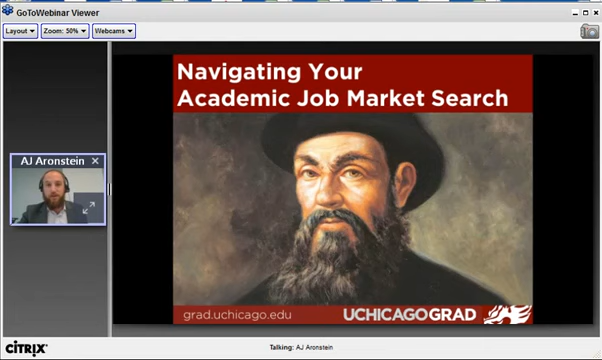 GoToWebinar Viewer
Layout
Zoom: 50%
Webcams
AJ Aronstein
Navigating Your
Academic Job Market Search
grad.uchicago.edu
UCHICAGOGRAD
CITRIX
Talking: AJ Aronstein